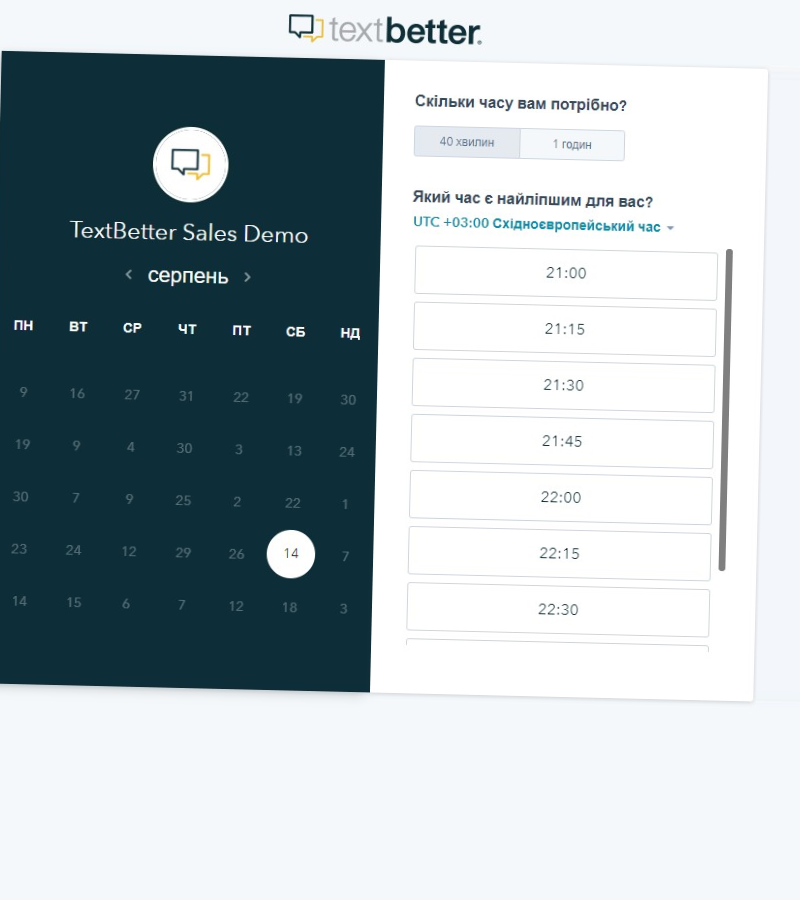 textbetter.
TextBetter Sales Demo
серпень
ПН ВТ СР ЧТ ПТ СБ НД
9 16 27 31 22 19 30
19 9 4 30 3 13 24
30 7 9 25 2 22 1
23 24 12 29 26 14 7
14 15 6 7 12 18 3
Скільки часу вам потрібно?
40 хвилин 1 годин
Який час є найліпшим для вас?
UTC +03:00 Східноєвропейський час
21:00
21:15
21:30
21:45
22:00
22:15
22:30